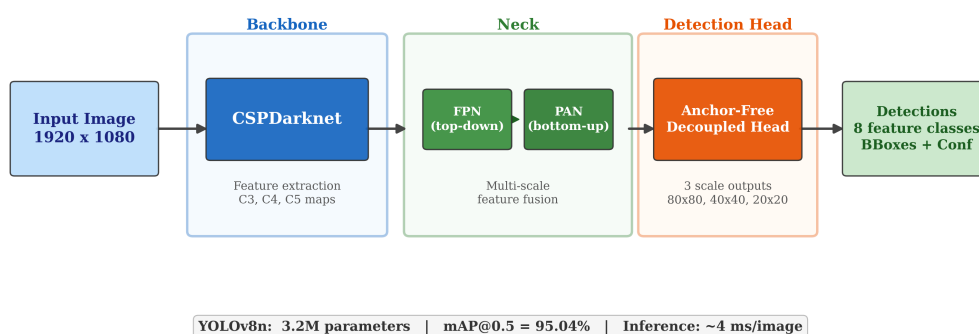 Backbone
Neck
Detection Head
Input Image
1920 x 1080
CSPDarknet
FPN
(top-down)
PAN
(bottom-up)
Anchor-Free
Decoupled Head
Detections
8 feature classes
BBoxes + Conf
Feature extraction
C3, C4, C5 maps
Multi-scale
feature fusion
3 scale outputs
80x80, 40x40, 20x20
YOLOv8n: 3.2M parameters | mAP@0.5 = 95.04% | Inference: ~4 ms/image